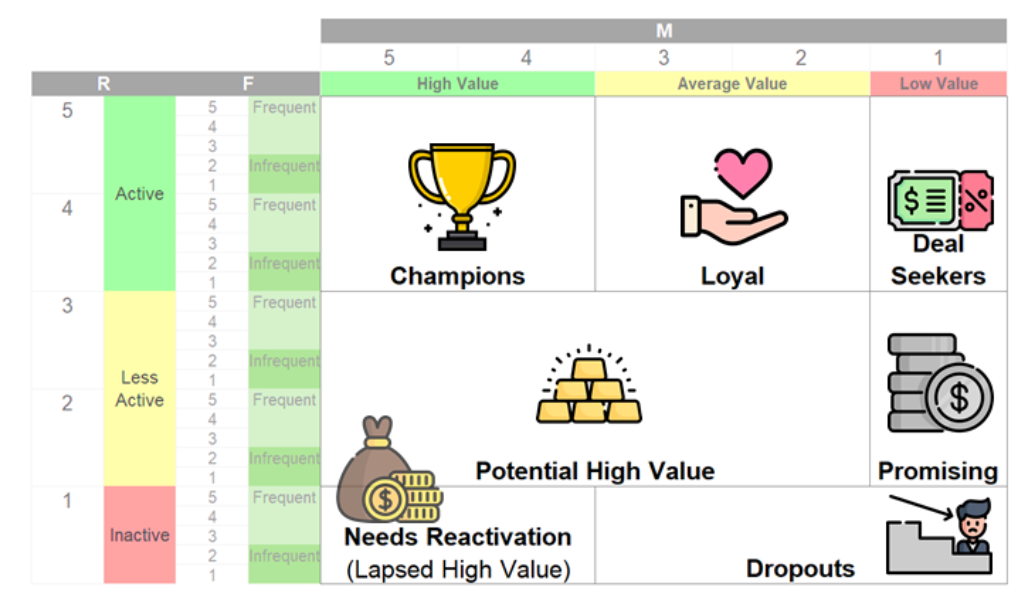 M
5 4 3 2 1
R F High Value Average Value Low Value
5 Active 5 Frequent
4
3
2 Infrequent
1
4 5 Frequent
4
3
2 Infrequent
1
$ %
Champions Loyal Deal
Seekers
3 Less
Active 5 Frequent
4
3
2 Infrequent
1
2 5 Frequent
4
3
2 Infrequent
1
$
Potential High Value Promising
1 Inactive 5 Frequent
4
3
2 Infrequent
1
$
Needs Reactivation
(Lapsed High Value) Dropouts